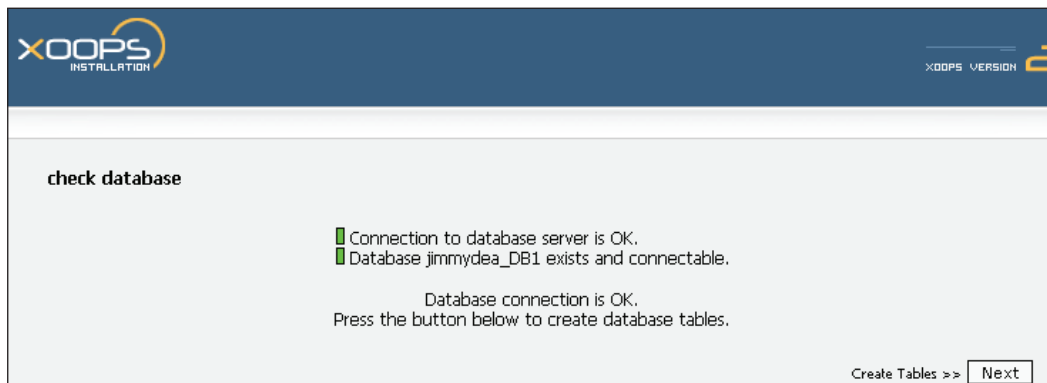 XOOPS
INSTALLATION
XOOPS VERSION 2
check database
Connection to database server is OK.
Database jimmydea_DB1 exists and connectable.
Database connection is OK.
Press the button below to create database tables.
Create Tables >> Next